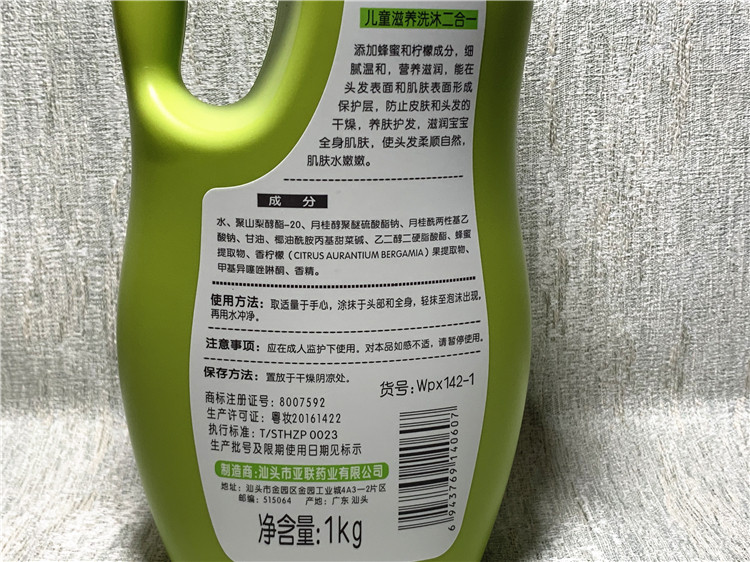 儿童滋养洗沐二合一
添加蜂蜜和柠檬成分，细
腻温和，营养滋润，能在
头发表面和肌肤表面形成
保护层，防止皮肤和头发的
干燥，养肤护发，滋润宝宝
全身肌肤，使头发柔顺自然，
肌肤水嫩嫩。
成 分
水、聚山梨醇酯-20、月桂醇聚醚硫酸酯钠、月桂酰两性基乙
酸钠、甘油、椰油酰胺丙基甜菜碱、乙二醇二硬脂酸酯、蜂蜜
提取物、香柠檬（CITRUS AURANTIUM BERGAMIA）果提取物、
甲基异噻唑啉酮、香精。
使用方法：取适量于手心，涂抹于头部和全身，轻抹至泡沫出现，
再用水冲净。
注意事项：应在成人监护下使用。对本品如感不适，请暂停使用。
保存方法：置放于干燥阴凉处。
货号：Wpx142-1
商标注册证号：8007592
生产许可证：粤妆20161422
执行标准：T/STHZP 0023
生产批号及限期使用日期见标示
制造商：汕头市亚联药业有限公司
地址：汕头市金园区金园工业城4A3-2片区
邮编：515064 产地：广东 汕头
净含量：1kg
6943769140607